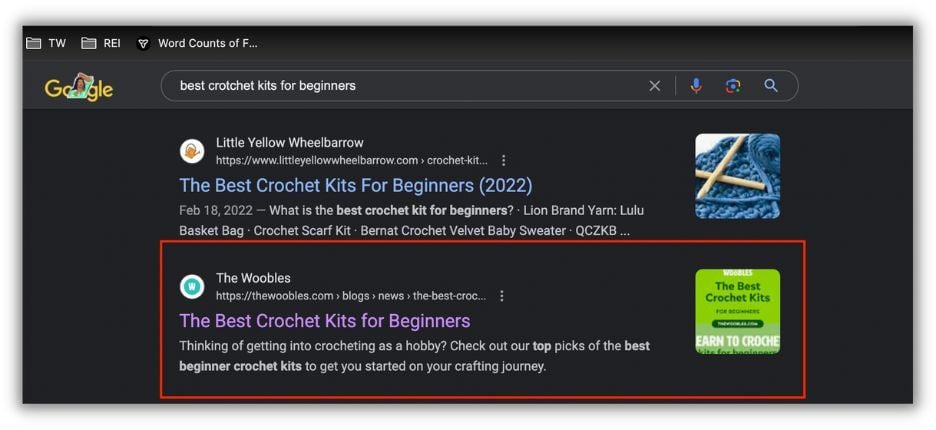 TW REI Word Counts of F...
Google
best crotchet kits for beginners
Little Yellow Wheelbarrow
https://www.littleyellowwheelbarrow.com › crochet-kit...
The Best Crochet Kits For Beginners (2022)
Feb 18, 2022 — What is the best crochet kit for beginners? · Lion Brand Yarn: Lulu
Basket Bag · Crochet Scarf Kit · Bernat Crochet Velvet Baby Sweater · QCZKB ...
W
The Woobles
https://thewoobles.com › blogs › news › the-best-croc...
The Best Crochet Kits for Beginners
Thinking of getting into crocheting as a hobby? Check out our top picks of the best
beginner crochet kits to get you started on your crafting journey.
WOOBLES
The Best
Crochet Kits
FOR BEGINNERS
THEWOOBLES.COM
EARN TO CROCHE
kits for beginners